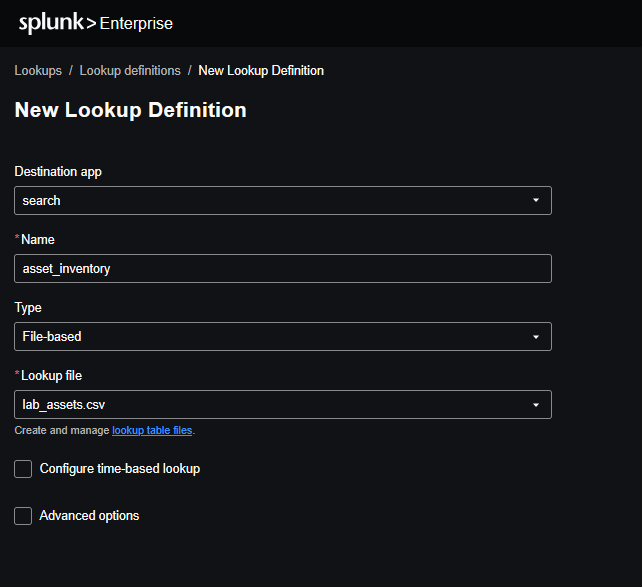 splunk> Enterprise
Lookups / Lookup definitions / New Lookup Definition
New Lookup Definition
Destination app
search
*Name
asset_inventory
Type
File-based
*Lookup file
lab_assets.csv
Create and manage lookup table files.
Configure time-based lookup
Advanced options